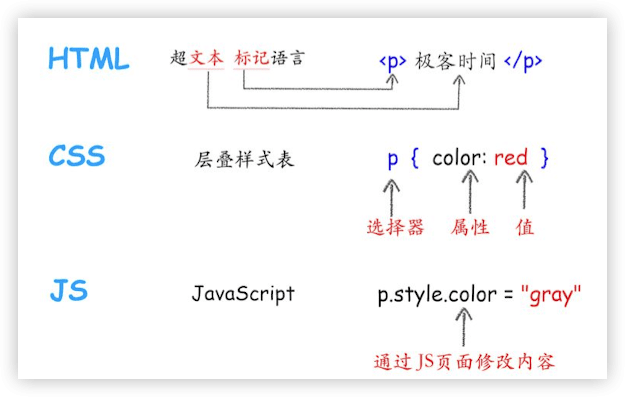 HTML 超文本 标记语言 <p> 极客时间 </p>
CSS 层叠样式表 p { color: red }
选择器 属性 值
JS JavaScript p.style.color = "gray"
通过JS页面修改内容